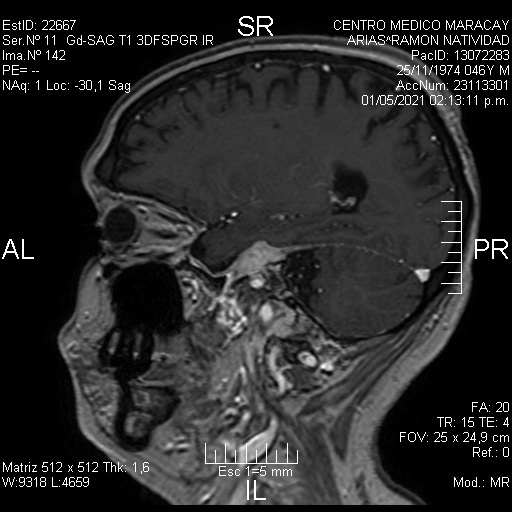 EstID: 22667
Ser.Nº 11 Gd-SAG T1 3DFSPGR IR
Ima.Nº 142
PE= --
NAq: 1 Loc: -30,1 Sag
SR
CENTRO MEDICO MARACAY
ARIAS^RAMON NATIVIDAD
PacID: 13072283
25/11/1974 046Y M
AccNum: 23113301
01/05/2021 02:13:11 p.m.
AL
PR
FA: 20
TR: 15 TE: 4
FOV: 25 x 24,9 cm
Ref.: 0
Mod.: MR
Matriz 512 x 512 Thk: 1,6
W:9318 L:4659
Esc 1=5 mm
IL